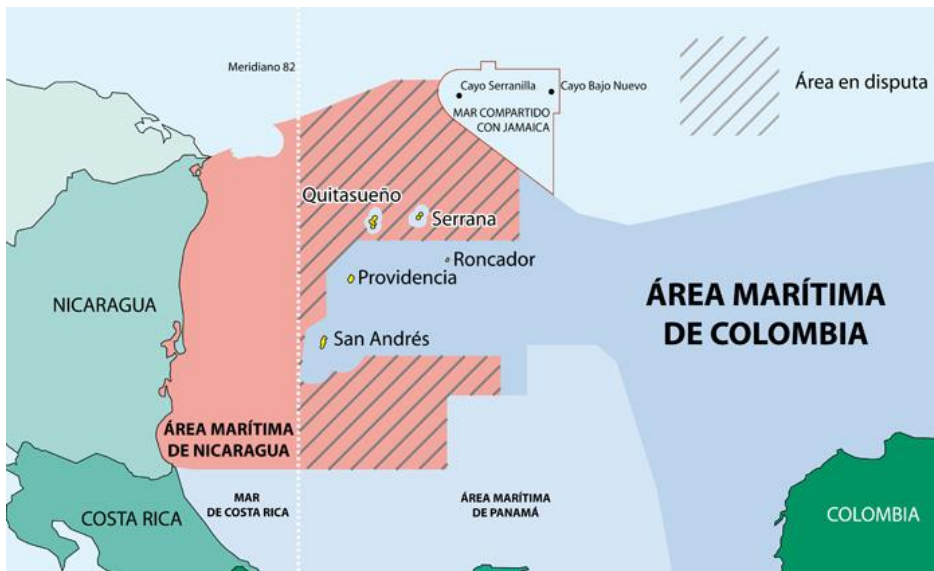 Meridiano 82
Cayo Serranilla
Cayo Bajo Nuevo
MAR COMPARTIDO
CON JAMAICA
Área en disputa
Quitasueño
Serrana
Roncador
Providencia
NICARAGUA
ÁREA MARÍTIMA
DE COLOMBIA
San Andrés
ÁREA MARÍTIMA
DE NICARAGUA
MAR
DE COSTA RICA
ÁREA MARÍTIMA
DE PANAMÁ
COSTA RICA
COLOMBIA